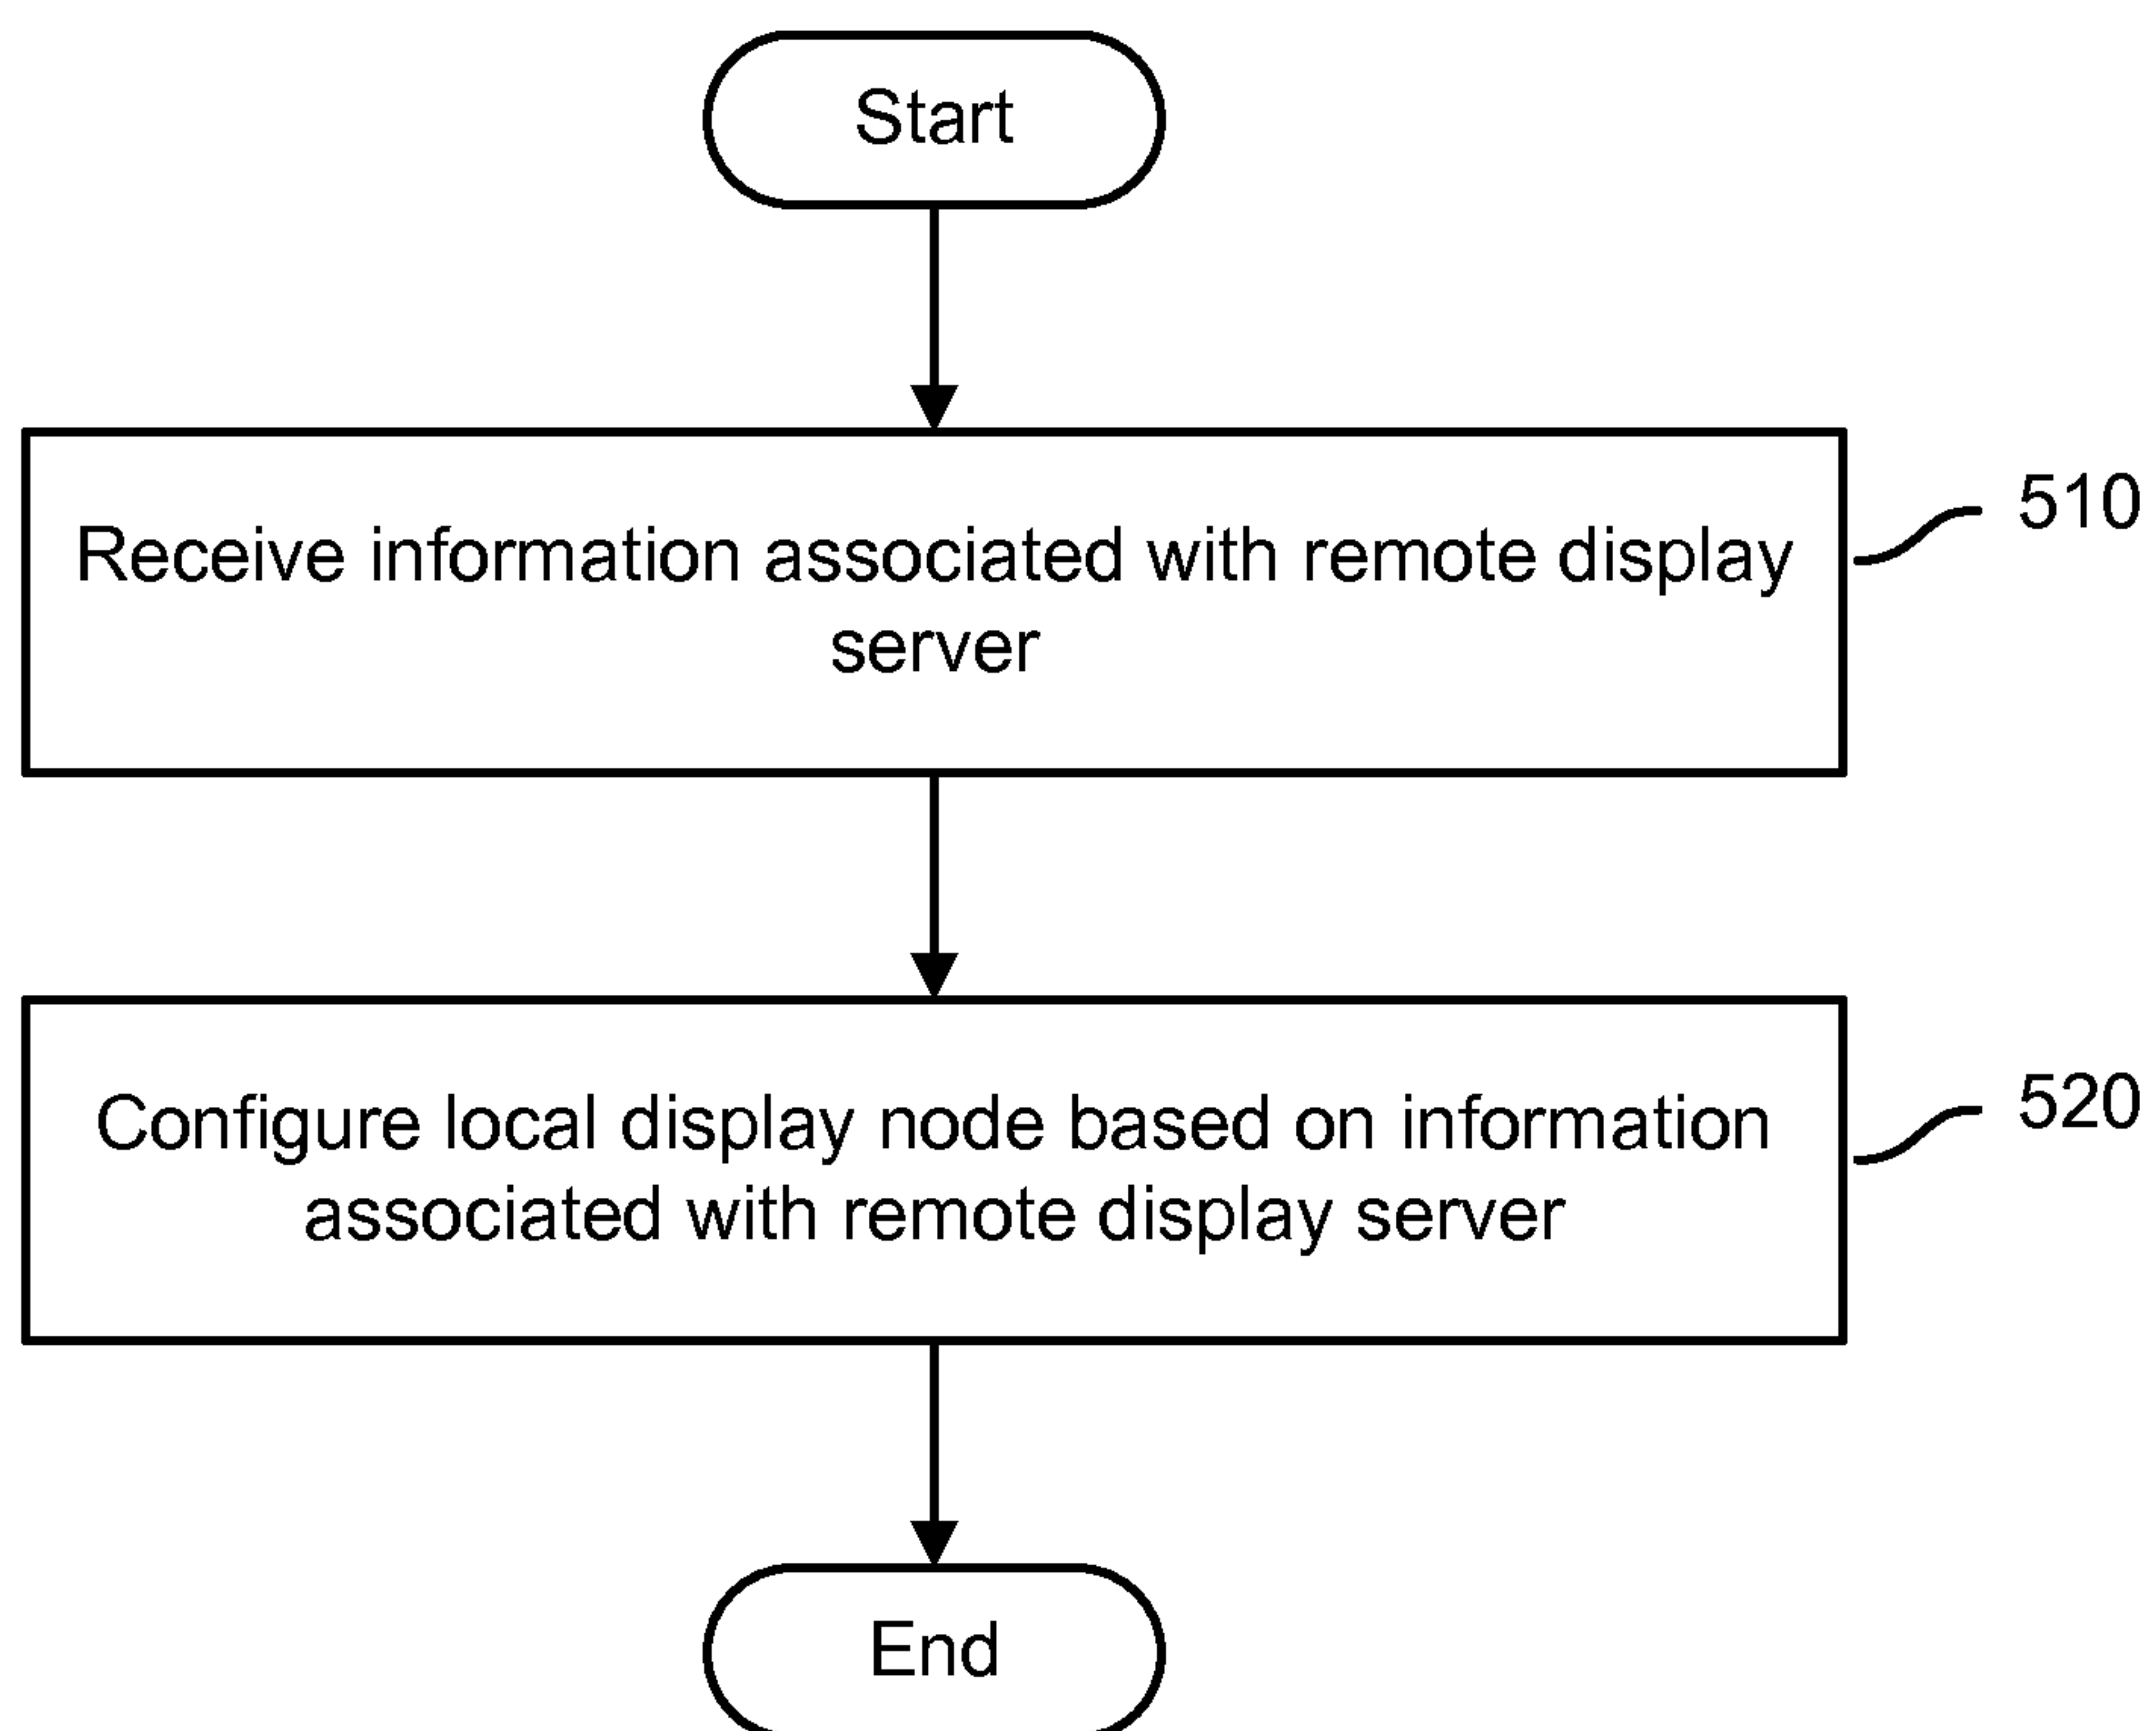 Start
Receive information associated with remote display
server
510
Configure local display node based on information
associated with remote display server
520
End